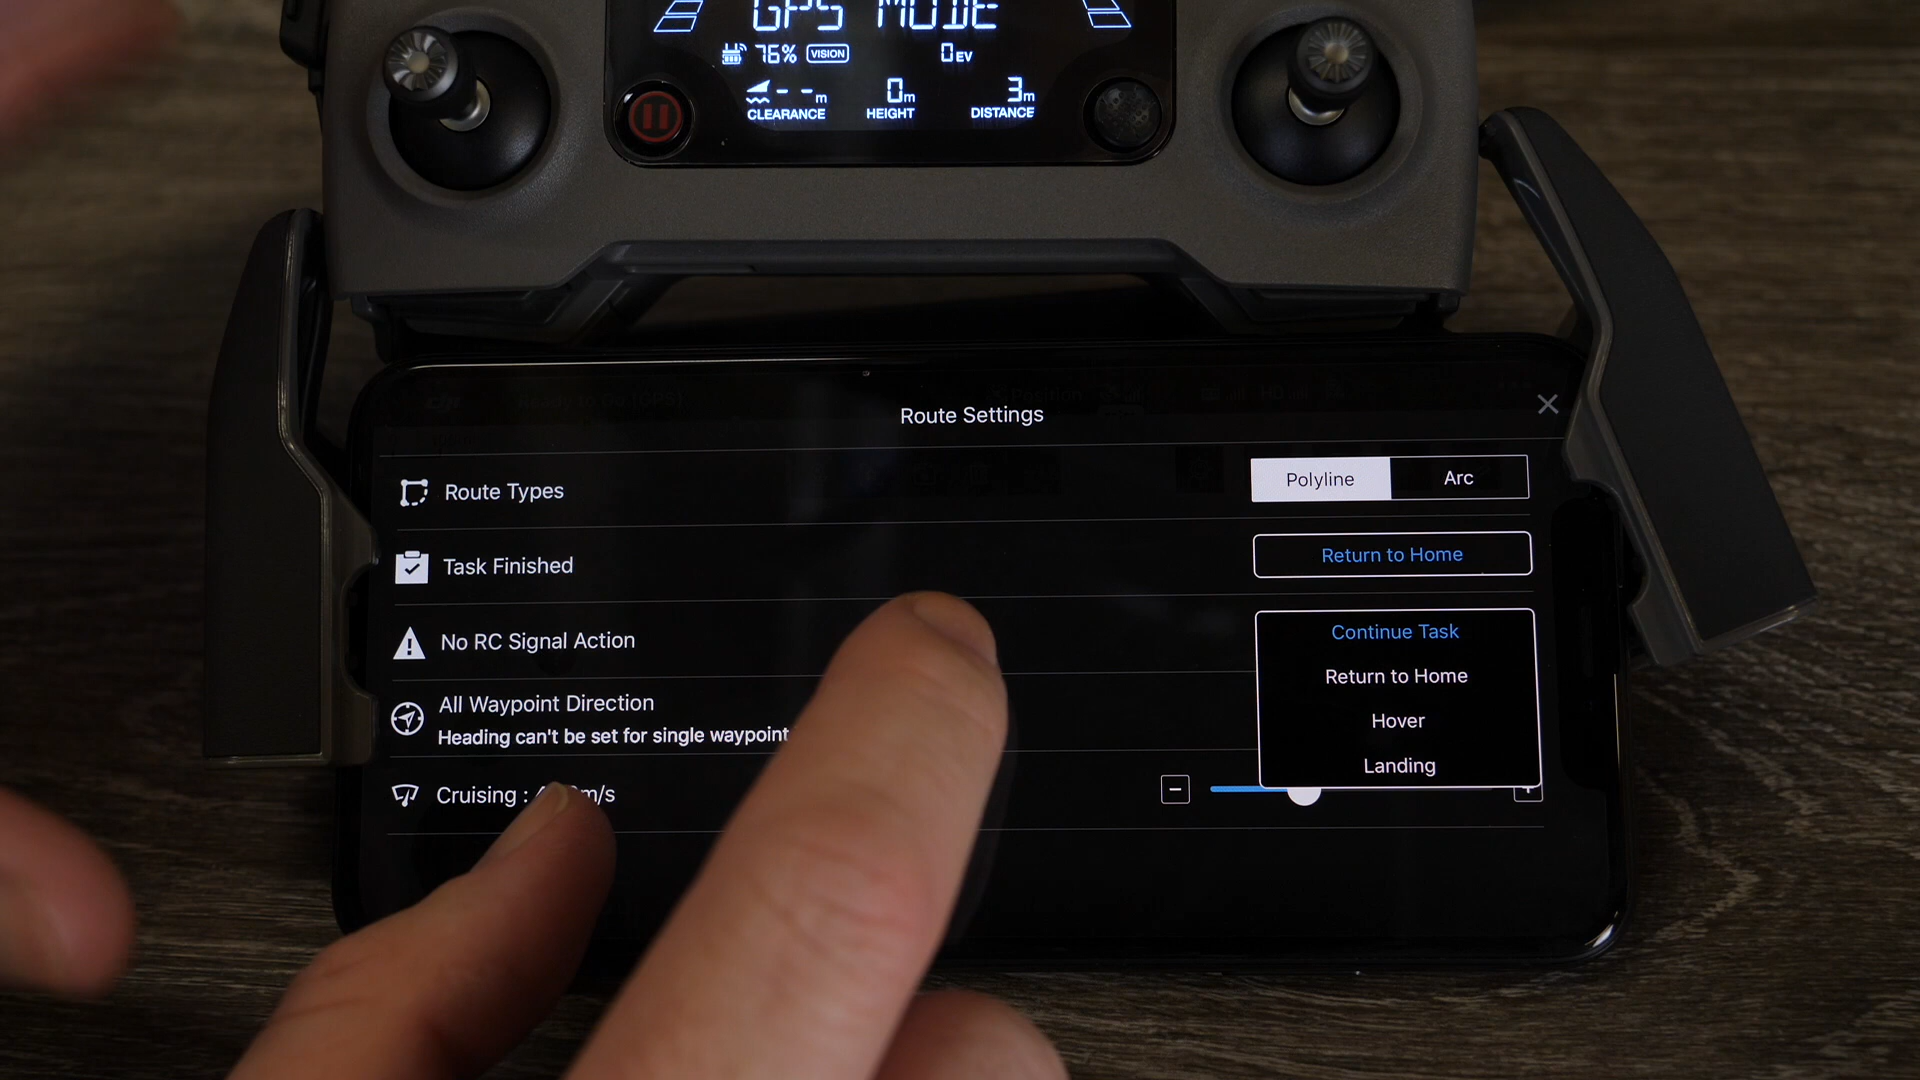 GPS MODE
76% VISION 0EV
--m 0m 3m
CLEARANCE HEIGHT DISTANCE
Route Settings
Route Types Polyline Arc
Task Finished Return to Home
No RC Signal Action Continue Task
Return to Home
All Waypoint Direction
Hover
Heading can't be set for single waypoint
Landing
Cruising : m/s